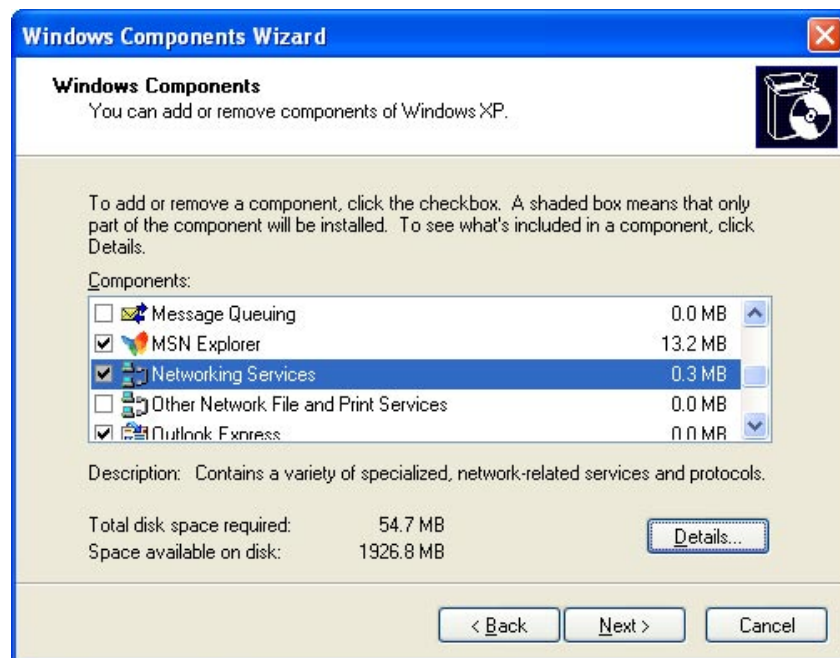 Windows Components Wizard
Windows Components
You can add or remove components of Windows XP.
To add or remove a component, click the checkbox. A shaded box means that only
part of the component will be installed. To see what's included in a component, click
Details.
Components:
Message Queuing 0.0 MB
MSN Explorer 13.2 MB
Networking Services 0.3 MB
Other Network File and Print Services 0.0 MB
Outlook Express 0.0 MB
Description: Contains a variety of specialized, network-related services and protocols.
Total disk space required: 54.7 MB
Space available on disk: 1926.8 MB
Details...
< Back Next > Cancel